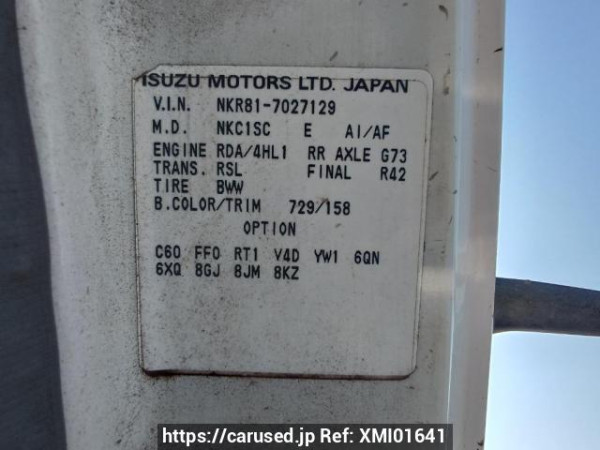 ISUZU MOTORS LTD. JAPAN
V.I.N. NKR81-7027129
M.D. NKC1SC E AI/AF
ENGINE RDA/4HL1 RR AXLE G73
TRANS. RSL FINAL R42
TIRE BWW
B.COLOR/TRIM 729/158
OPTION
C60 FF0 RT1 V4D YW1 6QN
6XQ 8GJ 8JM 8KZ
https://carused.jp Ref: XMI01641